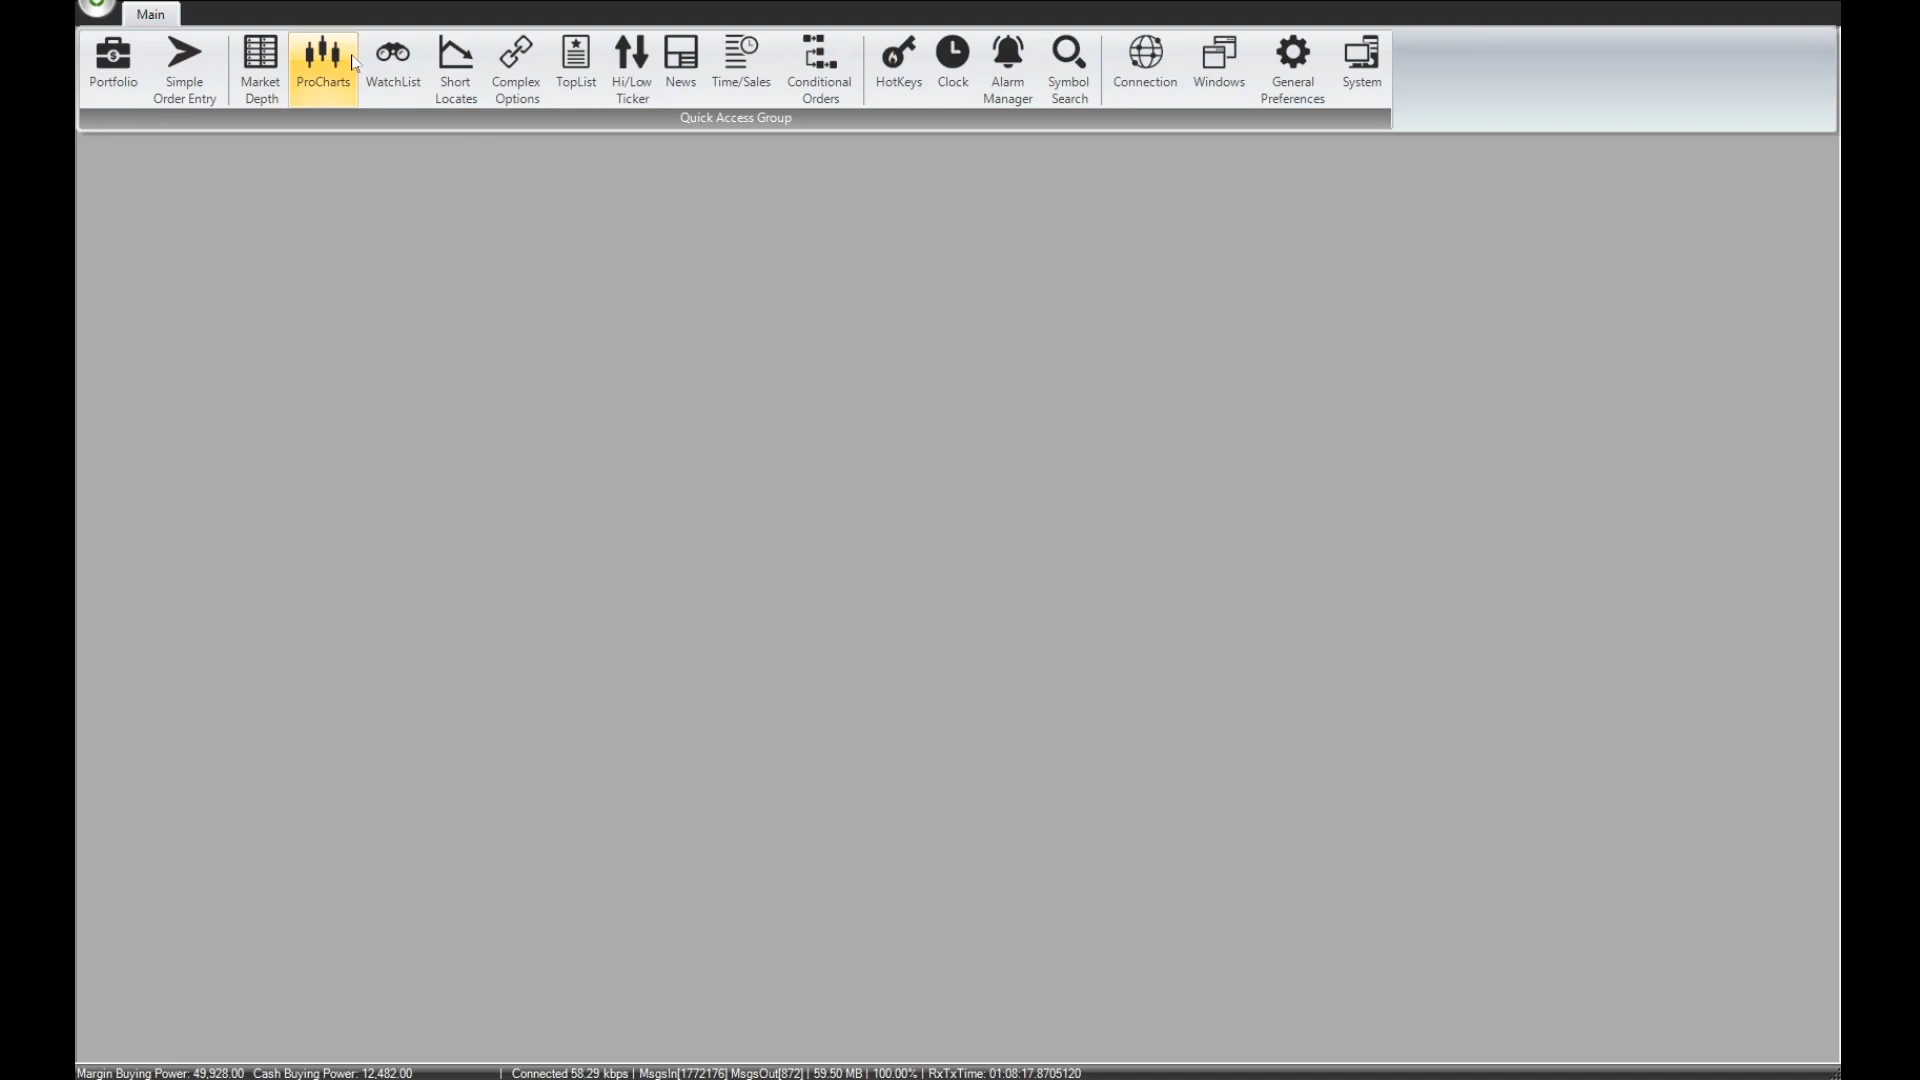 Main
Portfolio
Simple
Order Entry
Market
Depth
ProCharts
WatchList
Short
Locates
Complex
Options
TopList
Hi/Low
Ticker
News
Time/Sales
Conditional
Orders
HotKeys
Clock
Alarm
Manager
Symbol
Search
Connection
Windows
General
Preferences
System
Quick Access Group
Margin Buying Power: 49,928.00 Cash Buying Power: 12,482.00 | Connected 58.29 kbps | MsgsIn[1772176] MsgsOut[872] | 59.50 MB | 100.00% | RxTxTime: 01:08:17.8705120